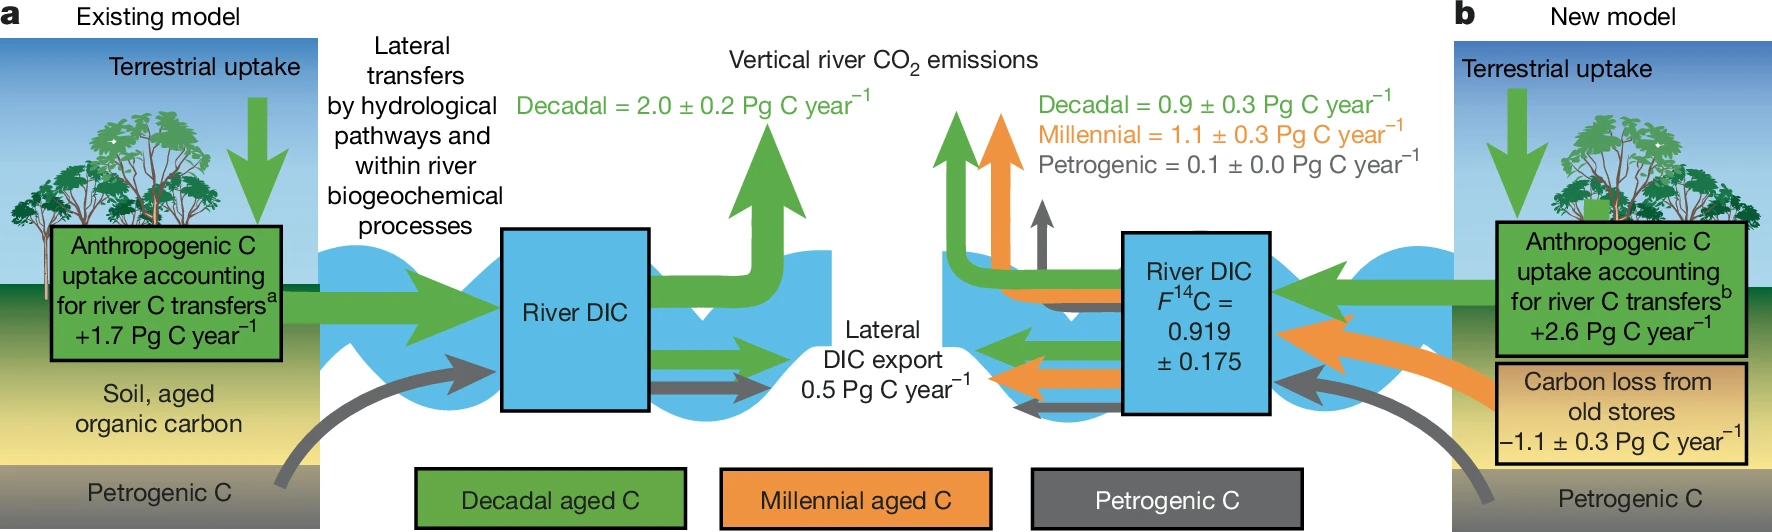 a Existing model
Terrestrial uptake
Anthropogenic C
uptake accounting
for river C transfersᵃ
+1.7 Pg C year⁻¹
Soil, aged
organic carbon
Petrogenic C
Lateral
transfers
by hydrological
pathways and
within river
biogeochemical
processes
River DIC
Vertical river CO₂ emissions
Decadal = 2.0 ± 0.2 Pg C year⁻¹
Decadal = 0.9 ± 0.3 Pg C year⁻¹
Millennial = 1.1 ± 0.3 Pg C year⁻¹
Petrogenic = 0.1 ± 0.0 Pg C year⁻¹
Lateral
DIC export
0.5 Pg C year⁻¹
River DIC
F¹⁴C =
0.919
± 0.175
b New model
Terrestrial uptake
Anthropogenic C
uptake accounting
for river C transfersᵇ
+2.6 Pg C year⁻¹
Carbon loss from
old stores
−1.1 ± 0.3 Pg C year⁻¹
Petrogenic C
Decadal aged C
Millennial aged C
Petrogenic C